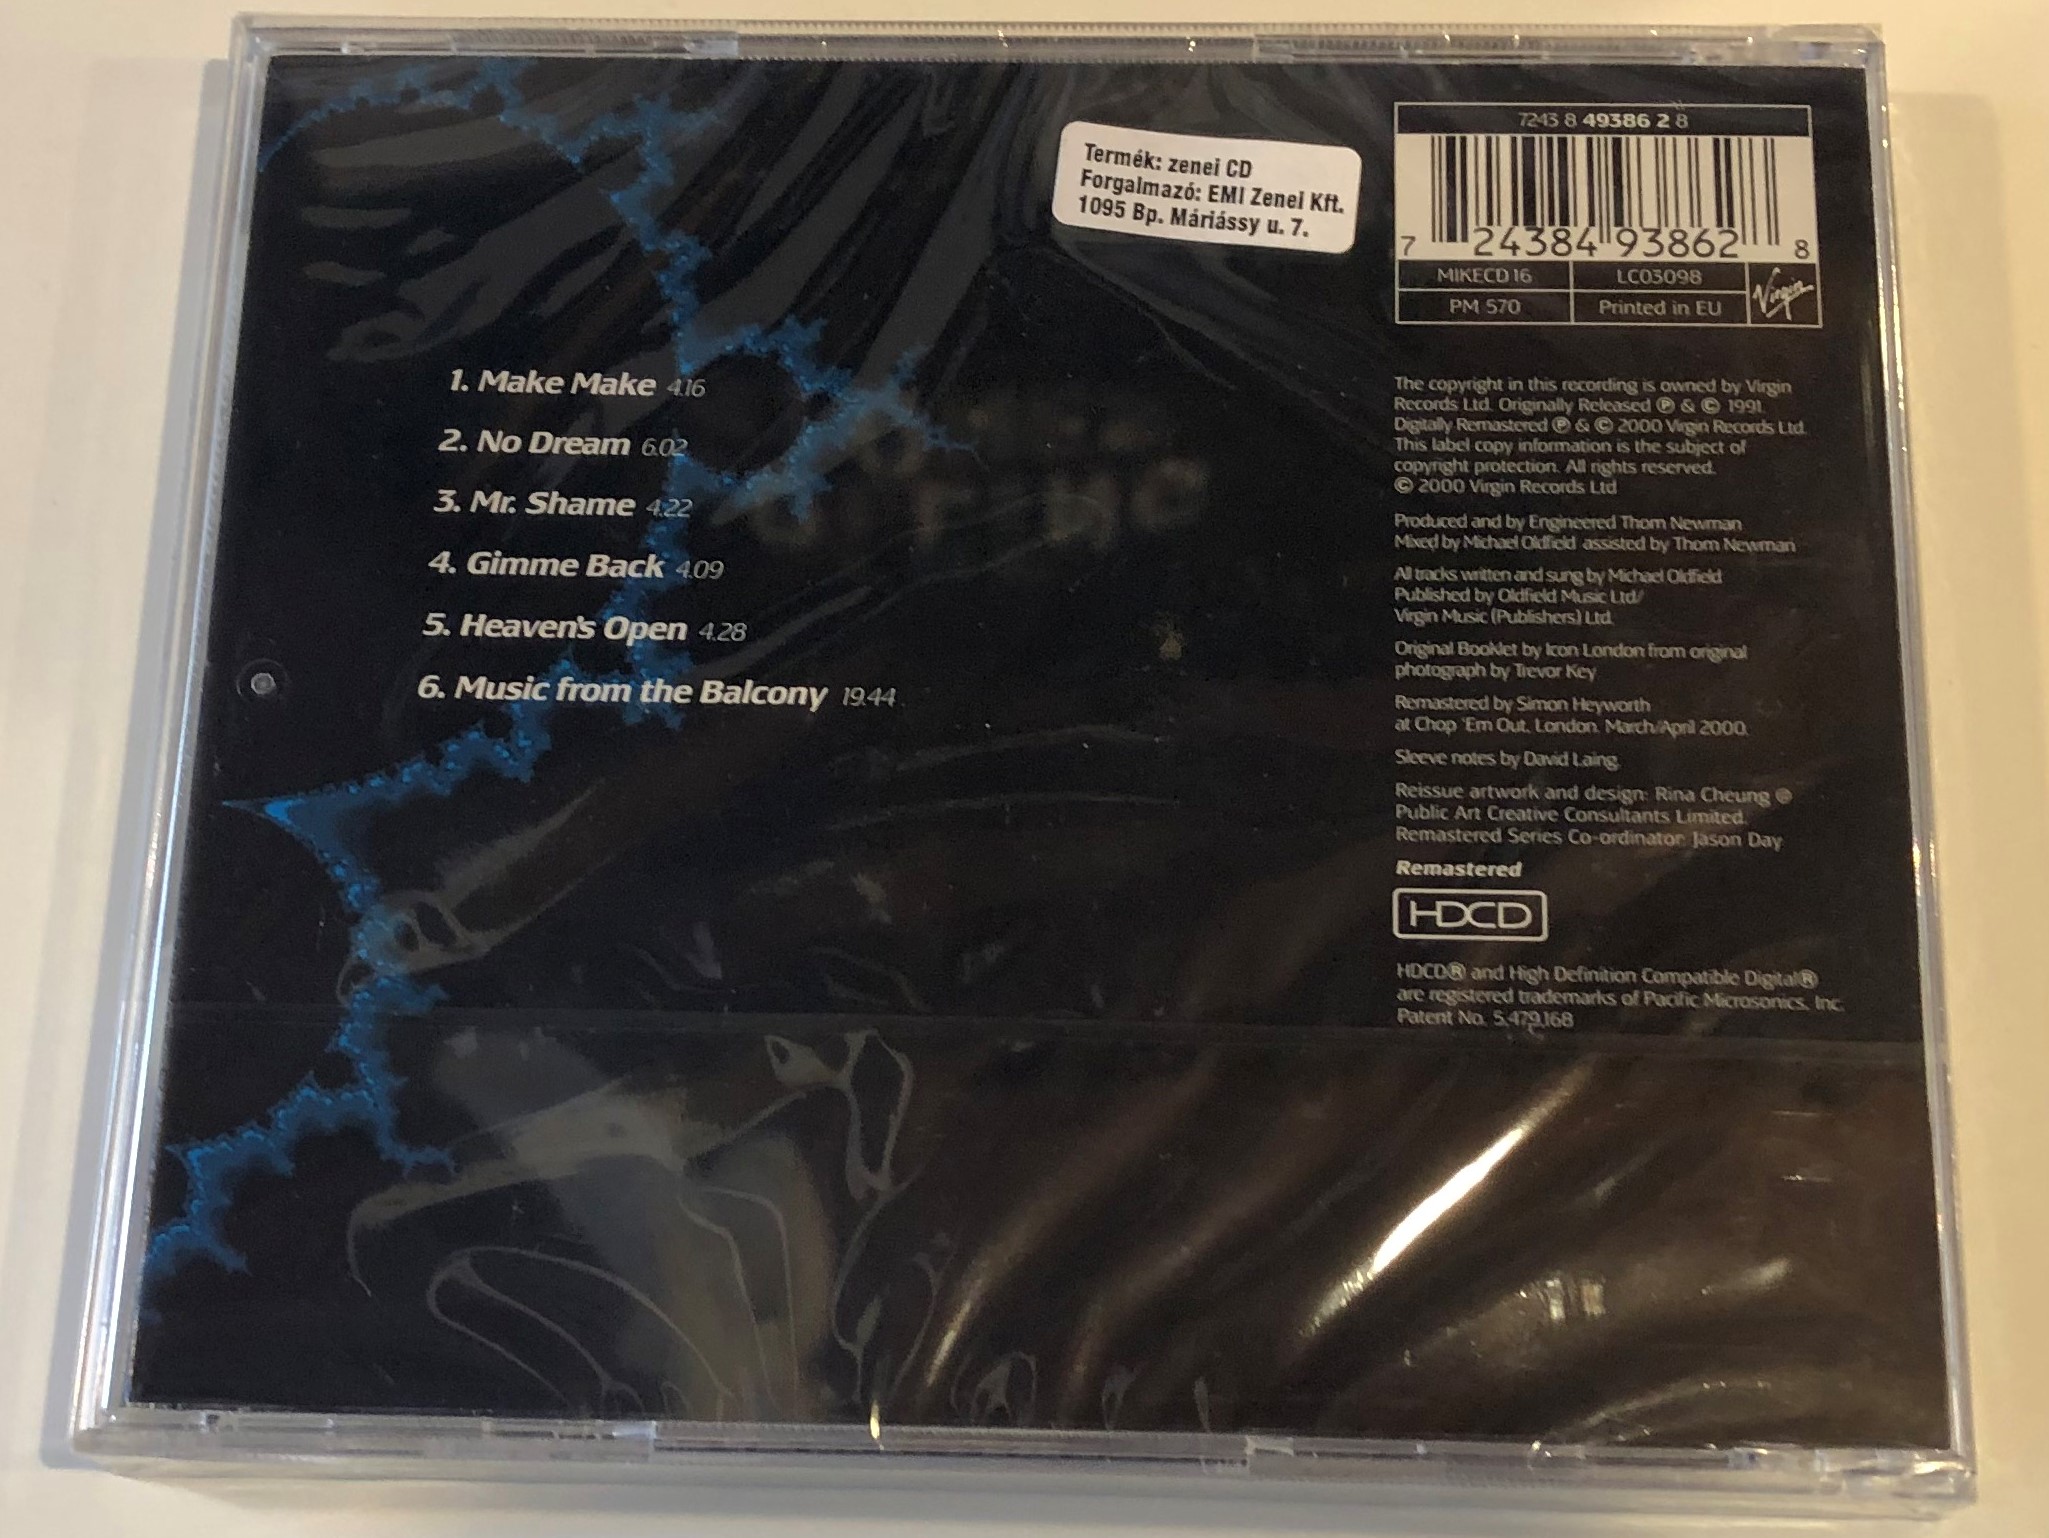 1. Make Make 4.16
2. No Dream 6.02
3. Mr. Shame 4.22
4. Gimme Back 4.09
5. Heaven's Open 4.28
6. Music from the Balcony 19.44
Termék: zenei CD
Forgalmazó: EMI Zenei Kft.
1095 Bp. Máriássy u. 7.
7243 8 49386 2 8
7 24384 93862 8
MIKECD 16
LC03098
PM 570
Printed in EU
Virgin
The copyright in this recording is owned by Virgin
Records Ltd. Originally Released ℗ & © 1991.
Digitally Remastered ℗ & © 2000 Virgin Records Ltd.
This label copy information is the subject of
copyright protection. All rights reserved.
© 2000 Virgin Records Ltd
Produced and by Engineered Thom Newman
Mixed by Michael Oldfield assisted by Thom Newman
All tracks written and sung by Michael Oldfield
Published by Oldfield Music Ltd/
Virgin Music (Publishers) Ltd.
Original Booklet by Icon London from original
photograph by Trevor Key
Remastered by Simon Heyworth
at Chop 'Em Out, London. March/April 2000.
Sleeve notes by David Laing.
Reissue artwork and design: Rina Cheung @
Public Art Creative Consultants Limited.
Remastered Series Co-ordinator: Jason Day
Remastered
HDCD
HDCD® and High Definition Compatible Digital®
are registered trademarks of Pacific Microsonics, Inc.
Patent No. 5,479,168